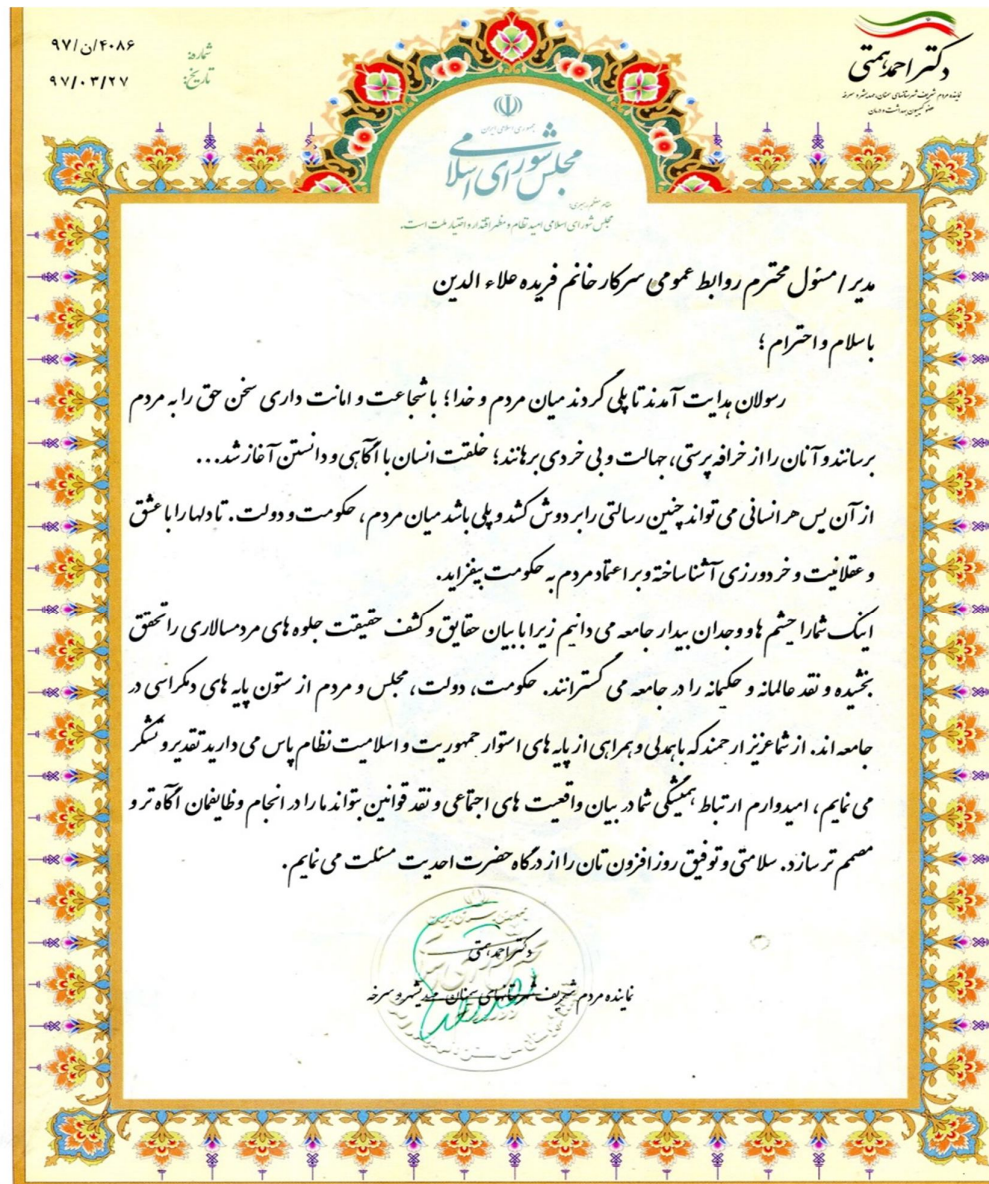 شماره: ۴۰۸۶/ن/۹۷
تاریخ: ۹۷/۰۳/۲۷
دکتر احمد همتی
نماینده مردم شریف شهرستانهای سمنان، مهدیشهر و سرخه
عضو کمیسیون بهداشت و درمان
جمهوری اسلامی ایران
مجلس شورای اسلامی
مقام معظم رهبری:
مجلس شورای اسلامی امید نظام و مظهر اقتدار و اختیار ملت است.
مدیر / مسئول محترم روابط عمومی سرکار خانم فریده علاء الدین
با سلام و احترام ؛
رسولان هدایت آمدند تا پلی گردند میان مردم و خدا؛ با شجاعت و امانت داری سخن حق را به مردم
برسانند و آنان را از خرافه پرستی، جهالت و بی خردی برهانند؛ خلقت انسان با آگاهی و دانستن آغاز شد...
از آن پس هر انسانی می تواند چنین رسالتی را بر دوش کشد و پلی باشد میان مردم، حکومت و دولت. تا دلها را با عشق
و عقلانیت و خردورزی آشنا ساخته و بر اعتماد مردم به حکومت بیفزاید.
اینک شما را چشم ها و وجدان بیدار جامعه می دانیم زیرا با بیان حقایق و کشف حقیقت جلوه های مردمسالاری را تحقق
بخشیده و نقد عالمانه و حکیمانه را در جامعه می گسترانند. حکومت، دولت، مجلس و مردم از ستون پایه های دمکراسی در
جامعه اند. از شما عزیز ارجمند که با همدلی و همراهی از پایه های استوار جمهوریت و اسلامیت نظام پاس می دارید تقدیر و تشکر
می نمایم، امیدوارم ارتباط همیشگی شما در بیان واقعیت های اجتماعی و نقد قوانین بتواند ما را در انجام وظایفمان آگاه تر و
مصمم تر سازد. سلامتی و توفیق روز افزون تان را از درگاه حضرت احدیت مسئلت می نمایم.
دکتر احمد همتی
نماینده مردم شریف شهرستانهای سمنان، مهدیشهر و سرخه